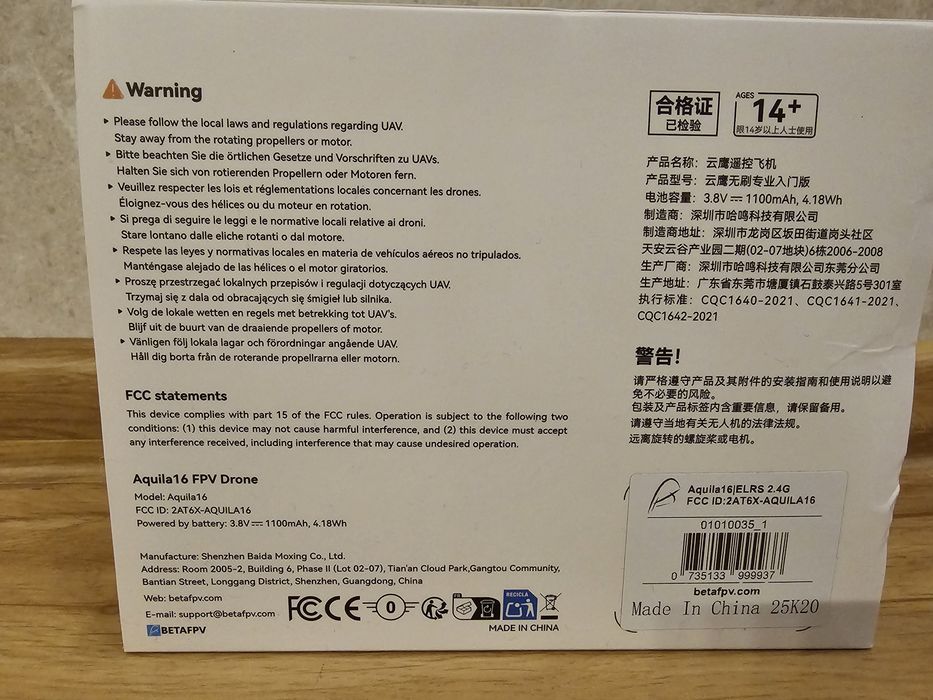 Warning
Please follow the local laws and regulations regarding UAV.
Stay away from the rotating propellers or motor.
Bitte beachten Sie die örtlichen Gesetze und Vorschriften zu UAVs.
Halten Sie sich von rotierenden Propellern oder Motoren fern.
Veuillez respecter les lois et réglementations locales concernant les drones.
Éloignez-vous des hélices ou du moteur en rotation.
Si prega di seguire le leggi e le normative locali relative ai droni.
Stare lontano dalle eliche rotanti o dal motore.
Respete las leyes y normativas locales en materia de vehículos aéreos no tripulados.
Manténgase alejado de las hélices o el motor giratorios.
Proszę przestrzegać lokalnych przepisów i regulacji dotyczących UAV.
Trzymaj się z dala od obracających się śmigieł lub silnika.
Volg de lokale wetten en regels met betrekking tot UAV's.
Blijf uit de buurt van de draaiende propellers of motor.
Vänligen följ lokala lagar och förordningar angående UAV.
Håll dig borta från de roterande propellrarna eller motorn.
FCC statements
This device complies with part 15 of the FCC rules. Operation is subject to the following two
conditions: (1) this device may not cause harmful interference, and (2) this device must accept
any interference received, including interference that may cause undesired operation.
Aquila16 FPV Drone
Model: Aquila16
FCC ID: 2AT6X-AQUILA16
Powered by battery: 3.8V⎓1100mAh, 4.18Wh
Manufacture: Shenzhen Baida Moxing Co., Ltd.
Address: Room 2005-2, Building 6, Phase II (Lot 02-07), Tian'an Cloud Park,Gangtou Community,
Bantian Street, Longgang District, Shenzhen, Guangdong, China
Web: betafpv.com
E-mail: support@betafpv.com
BETAFPV
FC CE
0
RECICLA
MADE IN CHINA
合格证
已检验
AGES
14+
限14岁以上人士使用
产品名称：云鹰遥控飞机
产品型号：云鹰无刷专业入门版
电池容量：3.8V⎓1100mAh, 4.18Wh
制造商：深圳市哈鸣科技有限公司
制造商地址：深圳市龙岗区坂田街道岗头社区
天安云谷产业园二期(02-07地块)6栋2006-2008
生产厂商：深圳市哈鸣科技有限公司东莞分公司
生产地址：广东省东莞市塘厦镇石鼓泰兴路5号301室
执行标准：CQC1640-2021、CQC1641-2021、
CQC1642-2021
警告！
请严格遵守产品及其附件的安装指南和使用说明以避
免不必要的风险。
包装及产品标签内含重要信息，请保留备用。
请遵守当地有关无人机的法律法规。
远离旋转的螺旋桨或电机。
Aquila16|ELRS 2.4G
FCC ID:2AT6X-AQUILA16
01010035_1
0 735133 999937
betafpv.com
Made In China 25K20